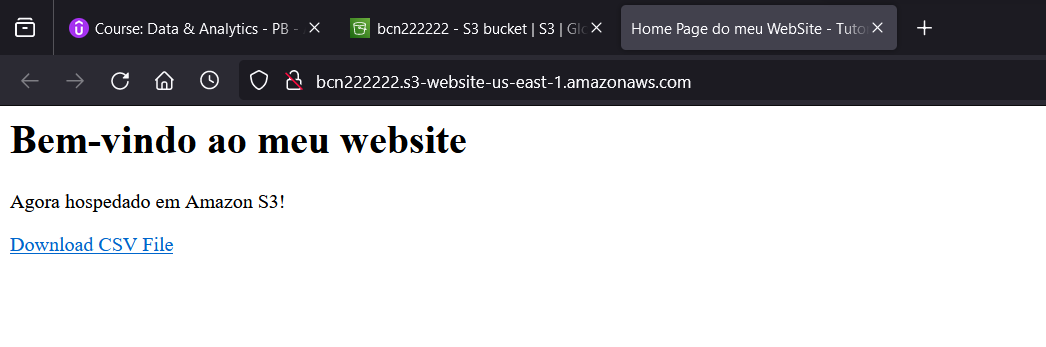 Course: Data & Analytics - PB -
bcn222222 - S3 bucket | S3 | Glo
Home Page do meu WebSite - Tutor
bcn222222.s3-website-us-east-1.amazonaws.com
Bem-vindo ao meu website
Agora hospedado em Amazon S3!
Download CSV File